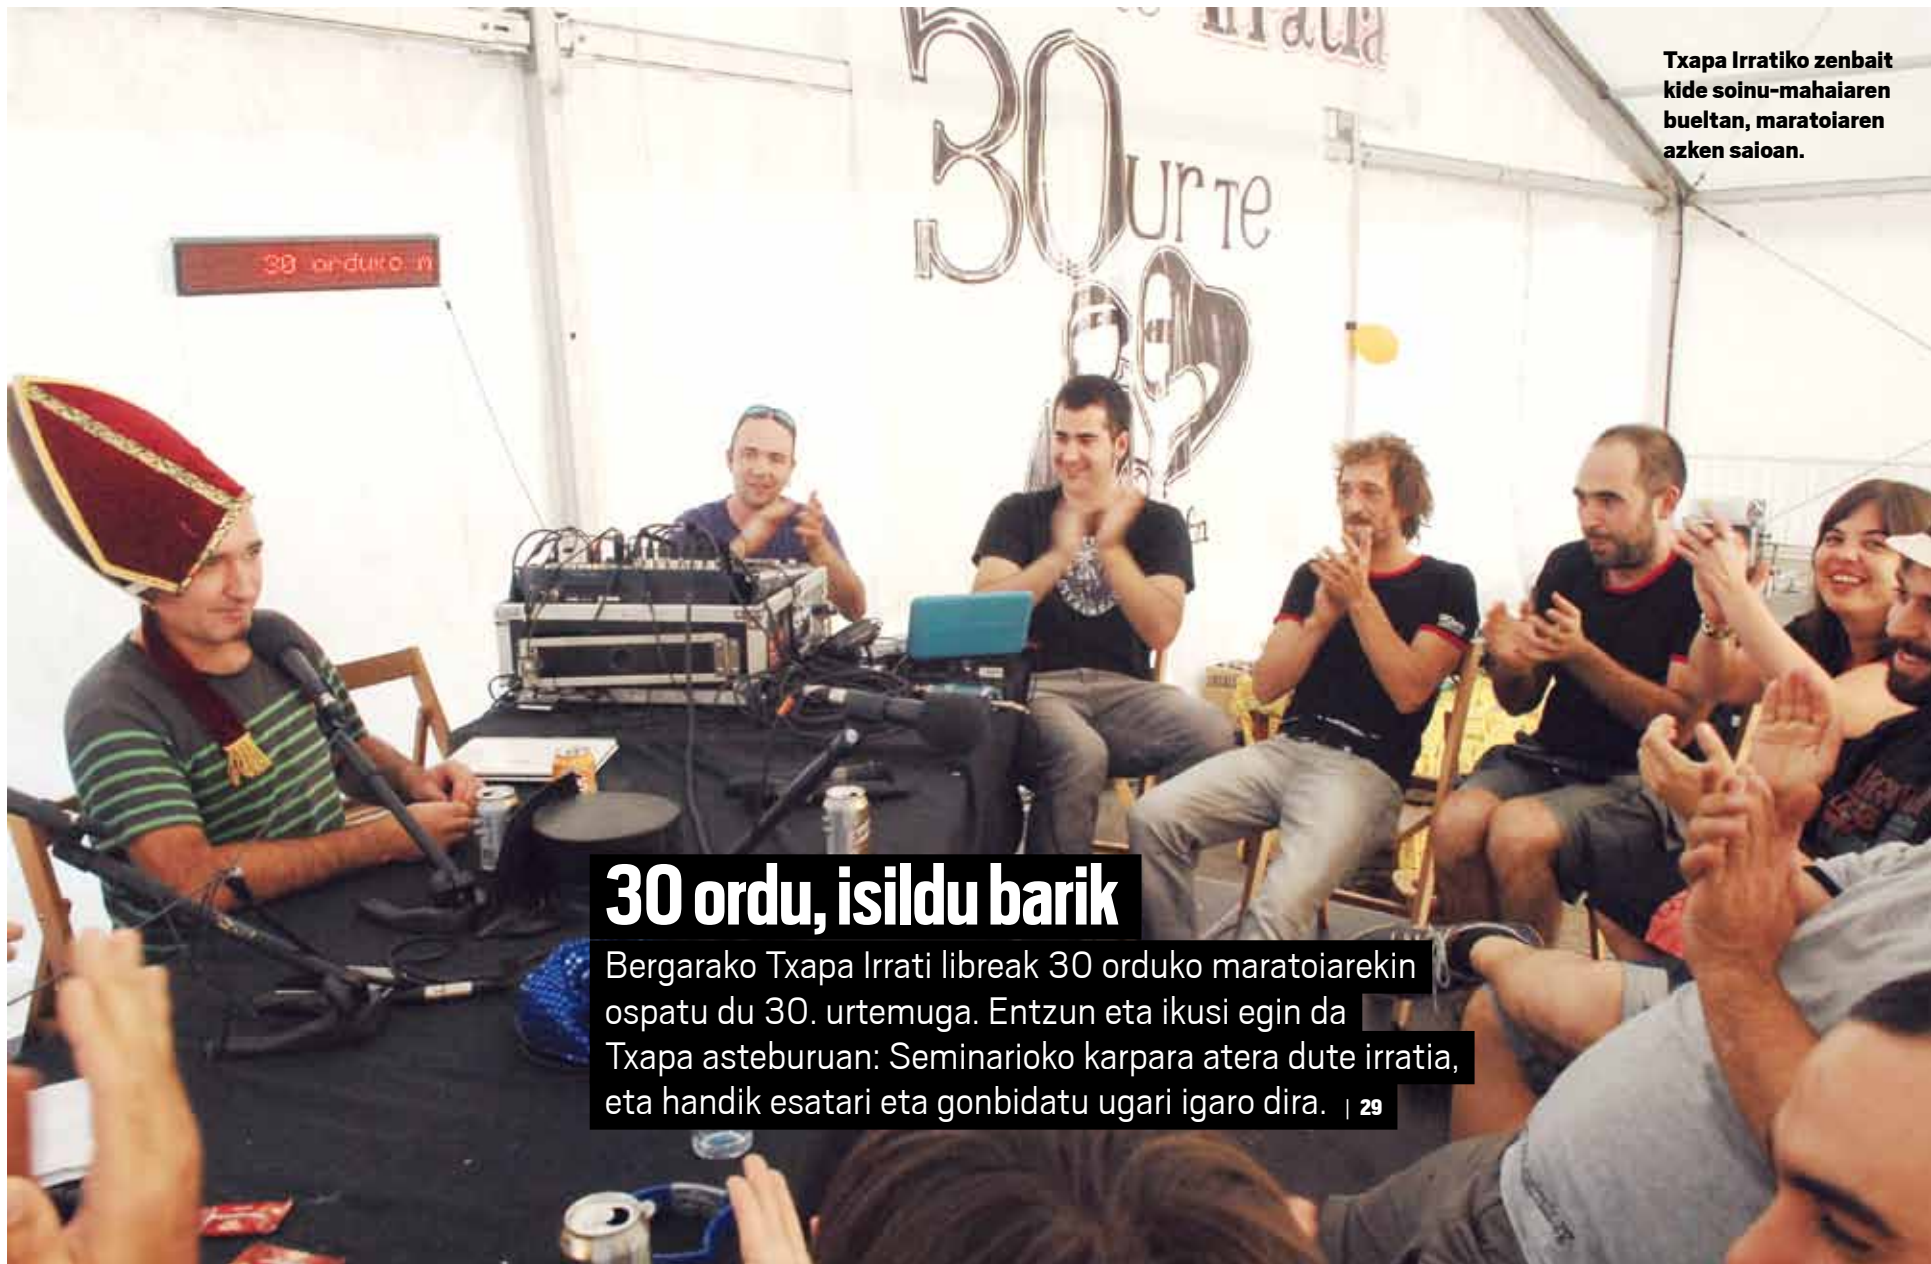 Irratia
30 urte
Txapa Irratiko zenbait
kide soinu-mahaiaren
bueltan, maratoiaren
azken saioan.
30 orduko m
30 ordu, isildu barik
Bergarako Txapa Irrati libreak 30 orduko maratoiarekin
ospatu du 30. urtemuga. Entzun eta ikusi egin da
Txapa asteburuan: Seminarioko karpara atera dute irratia,
eta handik esatari eta gonbidatu ugari igaro dira. | 29